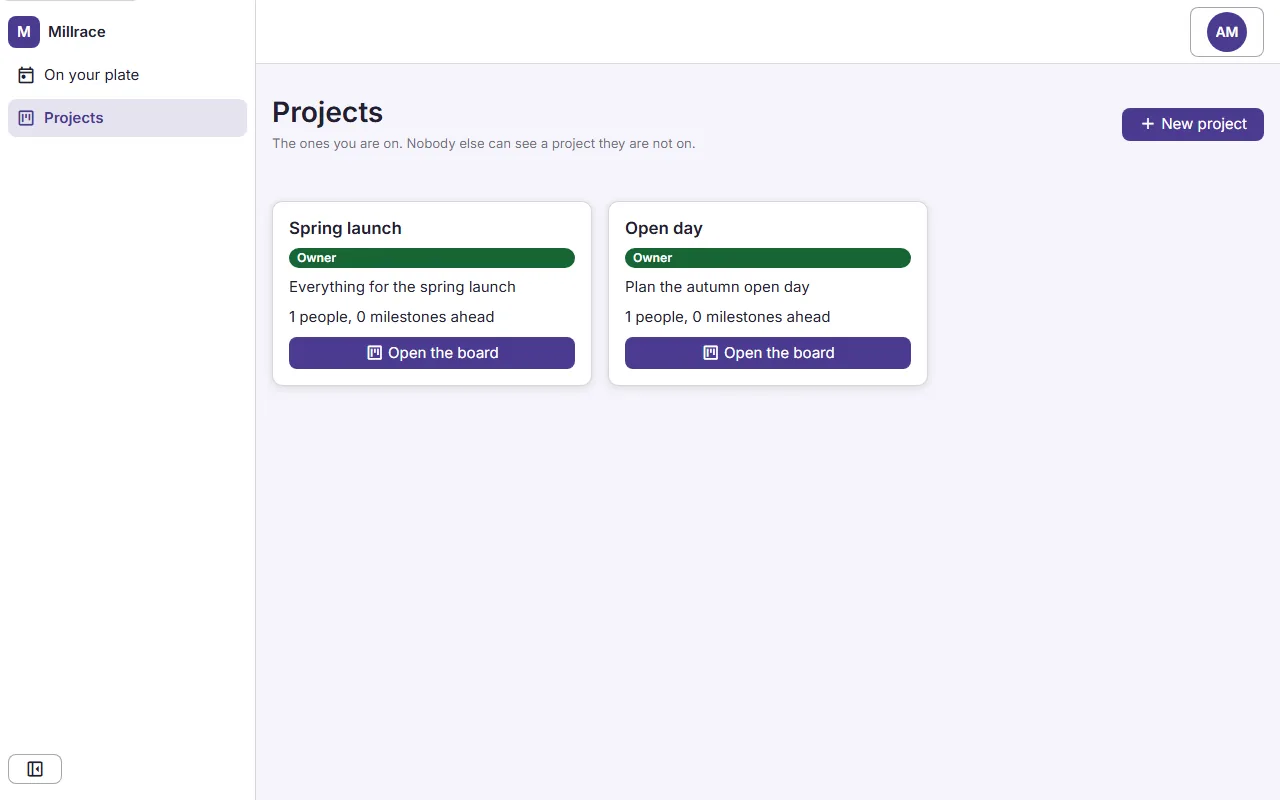 M Millrace
AM
On your plate
Projects
Projects
The ones you are on. Nobody else can see a project they are not on.
+ New project
Spring launch
Owner
Everything for the spring launch
1 people, 0 milestones ahead
Open the board
Open day
Owner
Plan the autumn open day
1 people, 0 milestones ahead
Open the board